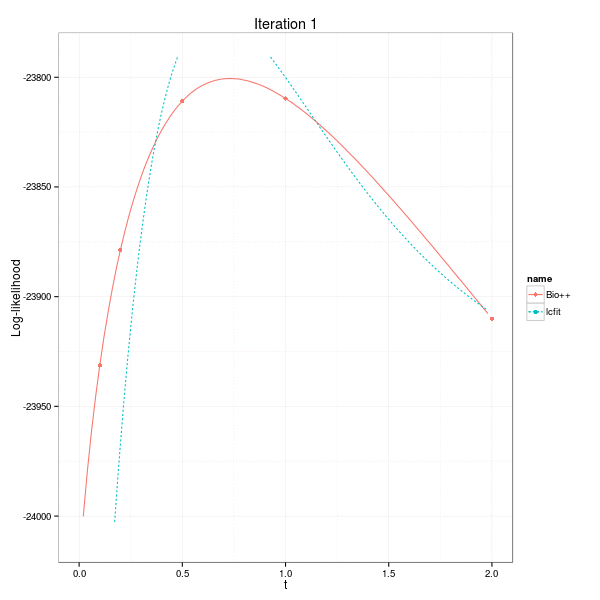 Iteration 1
Log-likelihood
-23800
-23850
-23900
-23950
-24000
0.0 0.5 1.0 1.5 2.0
t
name
Bio++
lcfit